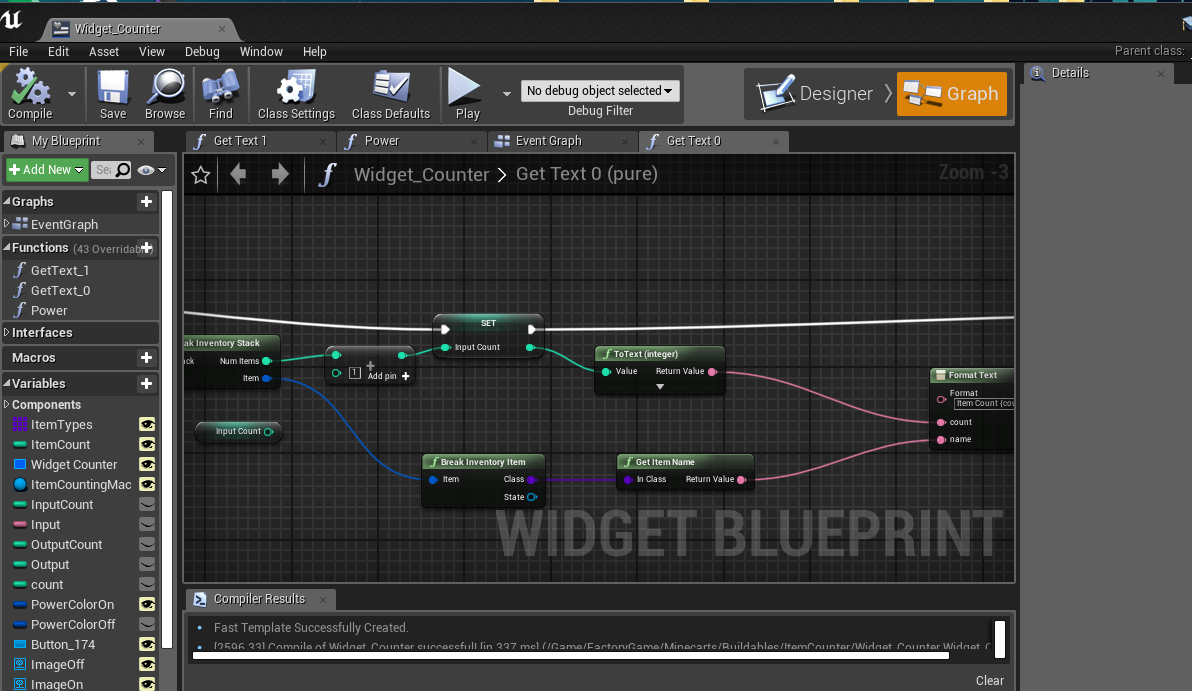 Widget_Counter
File Edit Asset View Debug Window Help
Parent class:
Compile
Save
Browse
Find
Class Settings
Class Defaults
Play
No debug object selected
Debug Filter
Designer
Graph
Details
My Blueprint
Get Text 1
Power
Event Graph
Get Text 0
Add New
Widget_Counter > Get Text 0 (pure)
Zoom -3
Graphs
EventGraph
Functions (43 Overridab
GetText_1
GetText_0
Power
Interfaces
Macros
Variables
Components
ItemTypes
ItemCount
Widget Counter
ItemCountingMac
InputCount
Input
OutputCount
Output
count
PowerColorOn
PowerColorOff
Button_174
ImageOff
ImageOn
SET
Input Count
ak Inventory Stack
ck
Num Items
Item
1
Add pin
ToText (integer)
Value
Return Value
Format Text
Format
Item Count {cou
count
name
Input Count
Break Inventory Item
Item
Class
State
Get Item Name
In Class
Return Value
WIDGET BLUEPRINT
Compiler Results
Fast Template Successfully Created.
[2596.33] Compile of Widget_Counter successful! [in 337 ms] (/Game/FactoryGame/Minecarts/Buildables/ItemCounter/Widget_Counter.Widget_C
Clear